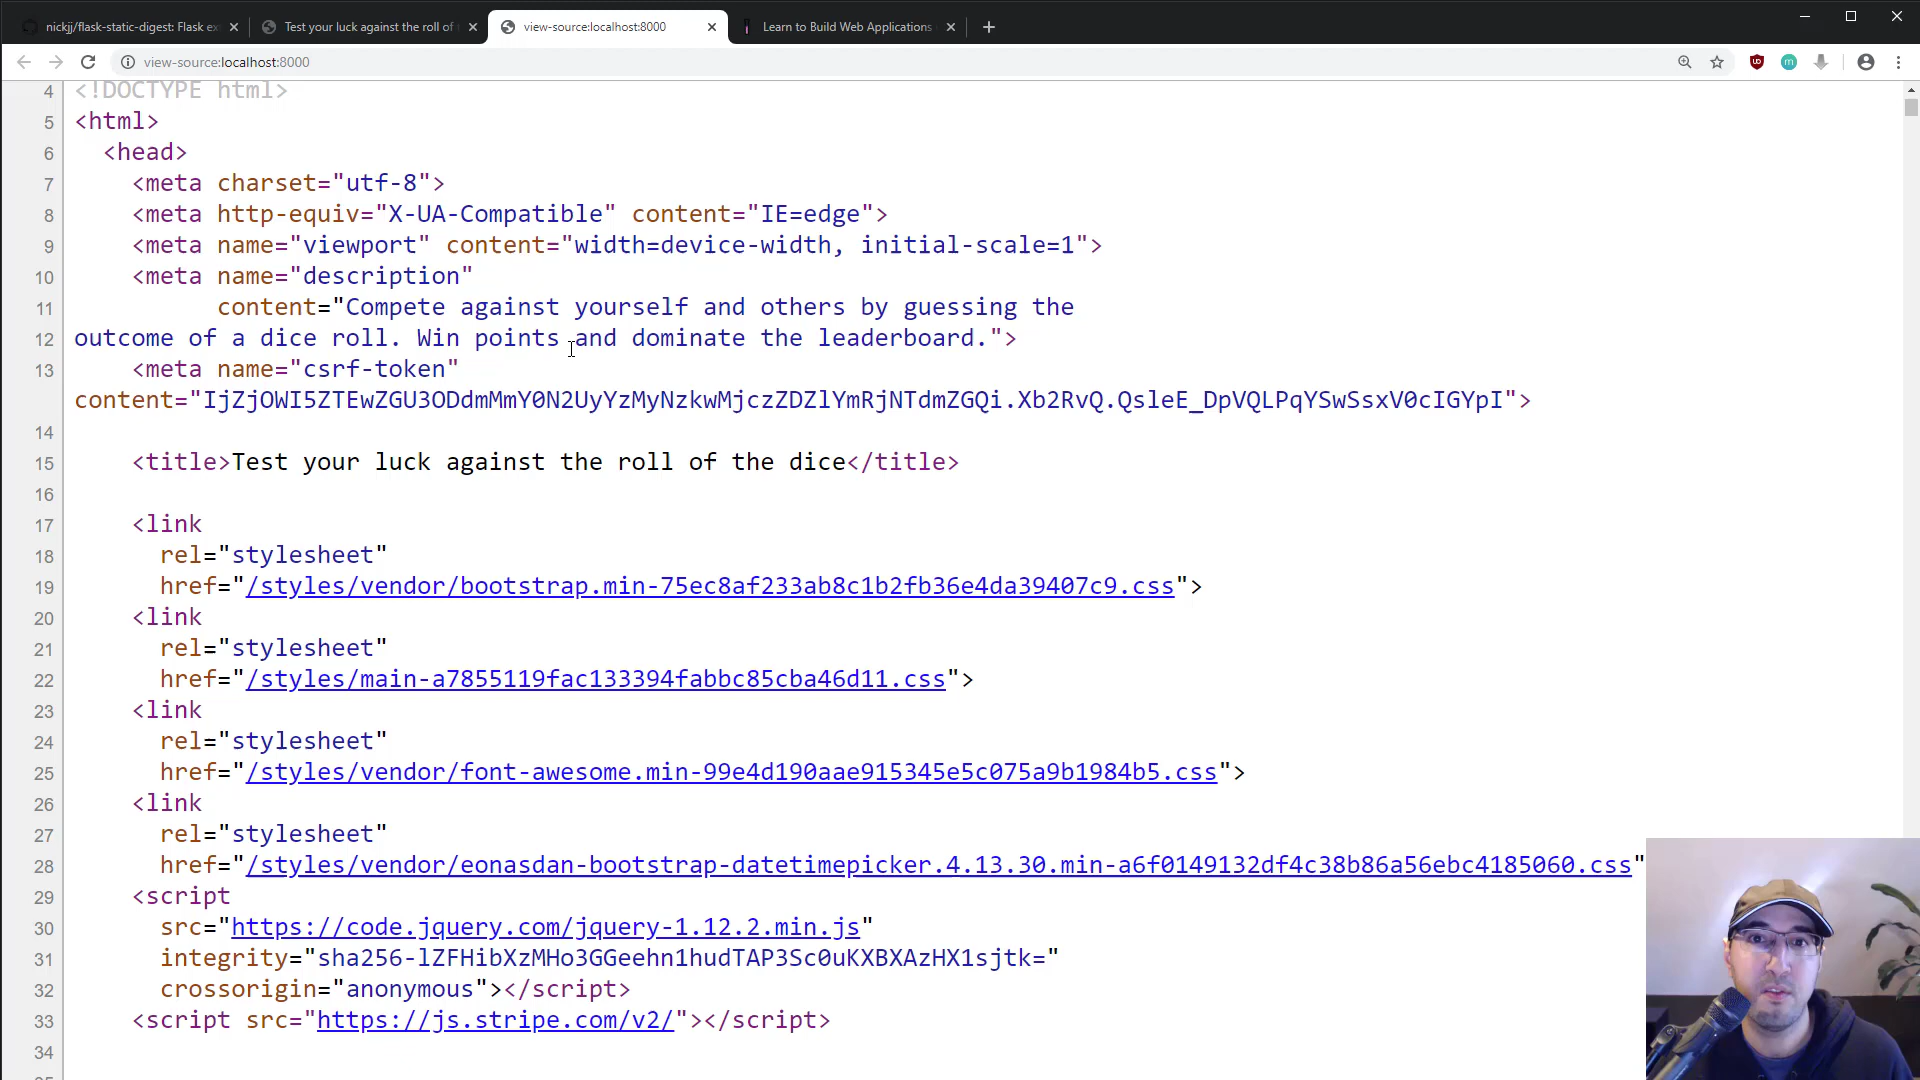 nickjj/flask-static-digest: Flask ex
Test your luck against the roll of
view-source:localhost:8000
Learn to Build Web Applications
view-source:localhost:8000
4 <!DOCTYPE html>
5 <html>
6 <head>
7 <meta charset="utf-8">
8 <meta http-equiv="X-UA-Compatible" content="IE=edge">
9 <meta name="viewport" content="width=device-width, initial-scale=1">
10 <meta name="description"
11 content="Compete against yourself and others by guessing the
12 outcome of a dice roll. Win points and dominate the leaderboard.">
13 <meta name="csrf-token"
content="IjZjOWI5ZTEwZGU3ODdmMmY0N2UyYzMyNzkwMjczZDZlYmRjNTdmZGQi.Xb2RvQ.QsleE_DpVQLPqYSwSsxV0cIGYpI">
14
15 <title>Test your luck against the roll of the dice</title>
16
17 <link
18 rel="stylesheet"
19 href="/styles/vendor/bootstrap.min-75ec8af233ab8c1b2fb36e4da39407c9.css">
20 <link
21 rel="stylesheet"
22 href="/styles/main-a7855119fac133394fabbc85cba46d11.css">
23 <link
24 rel="stylesheet"
25 href="/styles/vendor/font-awesome.min-99e4d190aae915345e5c075a9b1984b5.css">
26 <link
27 rel="stylesheet"
28 href="/styles/vendor/eonasdan-bootstrap-datetimepicker.4.13.30.min-a6f0149132df4c38b86a56ebc4185060.css"
29 <script
30 src="https://code.jquery.com/jquery-1.12.2.min.js"
31 integrity="sha256-lZFHibXzMHo3GGeehn1hudTAP3Sc0uKXBXAzHX1sjtk="
32 crossorigin="anonymous"></script>
33 <script src="https://js.stripe.com/v2/"></script>
34